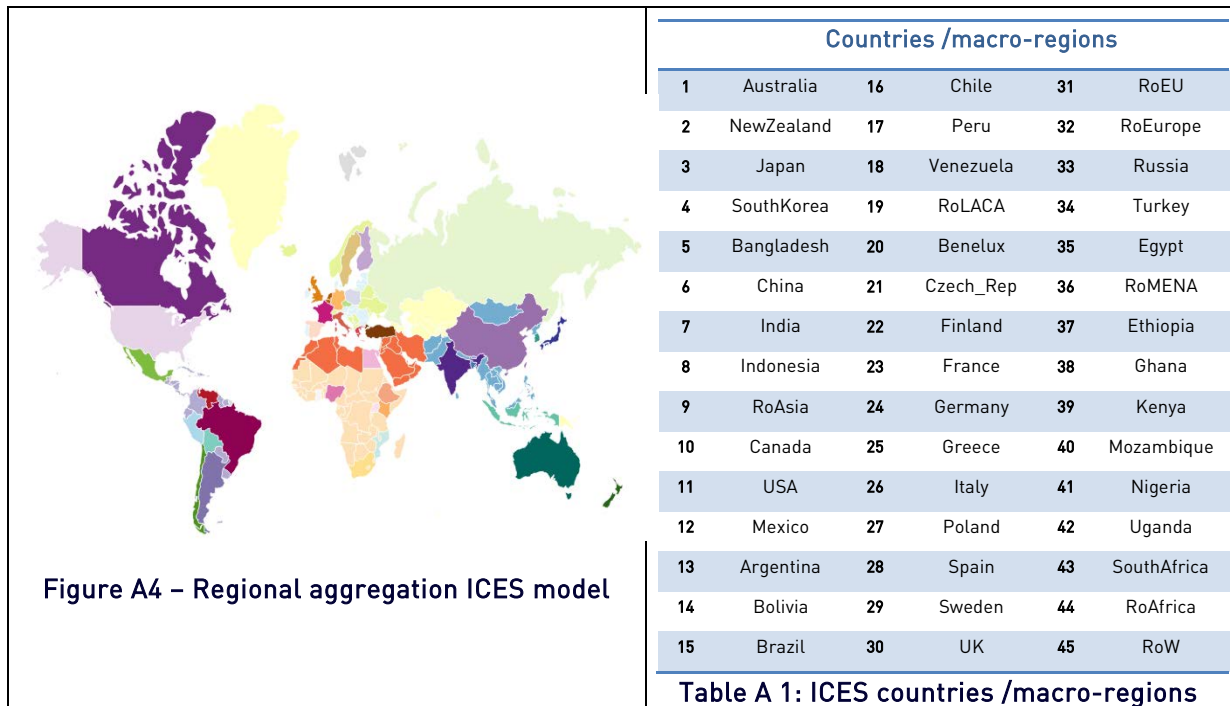 Countries /macro-regions
1 Australia 16 Chile 31 RoEU
2 NewZealand 17 Peru 32 RoEurope
3 Japan 18 Venezuela 33 Russia
4 SouthKorea 19 RoLACA 34 Turkey
5 Bangladesh 20 Benelux 35 Egypt
6 China 21 Czech_Rep 36 RoMENA
7 India 22 Finland 37 Ethiopia
8 Indonesia 23 France 38 Ghana
9 RoAsia 24 Germany 39 Kenya
10 Canada 25 Greece 40 Mozambique
11 USA 26 Italy 41 Nigeria
12 Mexico 27 Poland 42 Uganda
13 Argentina 28 Spain 43 SouthAfrica
14 Bolivia 29 Sweden 44 RoAfrica
15 Brazil 30 UK 45 RoW
Figure A4 – Regional aggregation ICES model
Table A 1: ICES countries /macro-regions